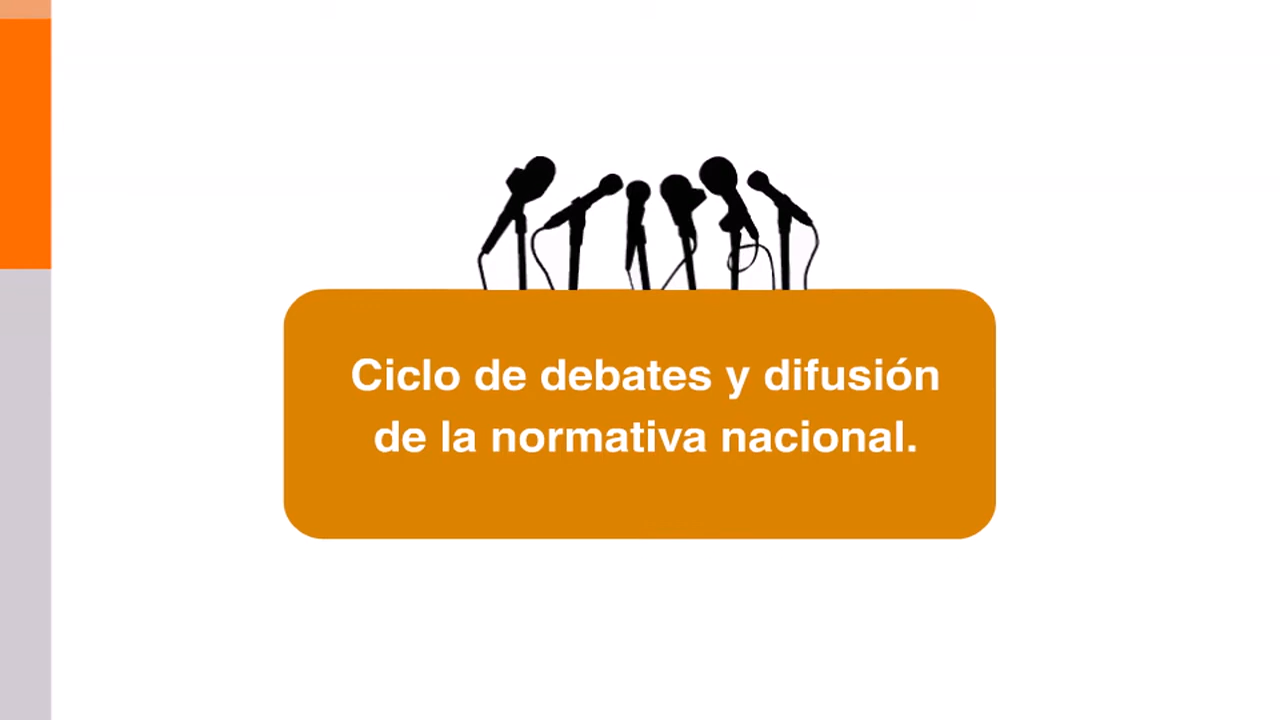 Ciclo de debates y difusión
de la normativa nacional.